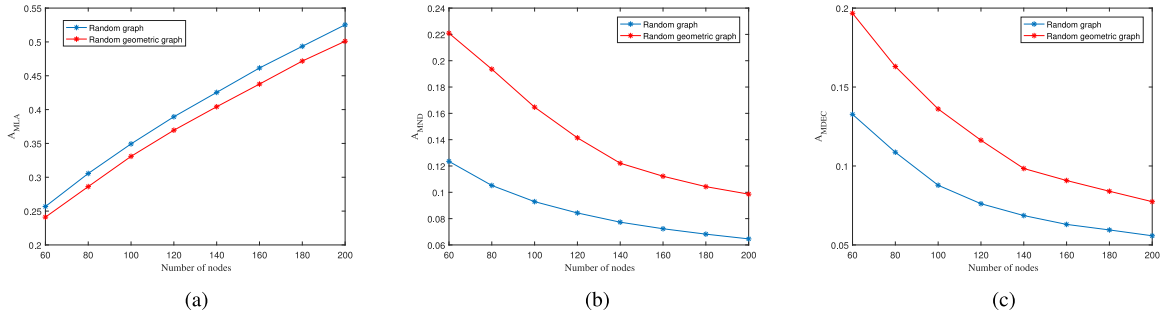 0.55
0.5
0.45
0.4
0.35
0.3
0.25
0.2
A_MLA
Random graph
Random geometric graph
60 80 100 120 140 160 180 200
Number of nodes
(a)
0.24
0.22
0.2
0.18
0.16
0.14
0.12
0.1
0.08
0.06
A_MND
Random graph
Random geometric graph
60 80 100 120 140 160 180 200
Number of nodes
(b)
0.2
0.15
0.1
0.05
A_MDEC
Random graph
Random geometric graph
60 80 100 120 140 160 180 200
Number of nodes
(c)